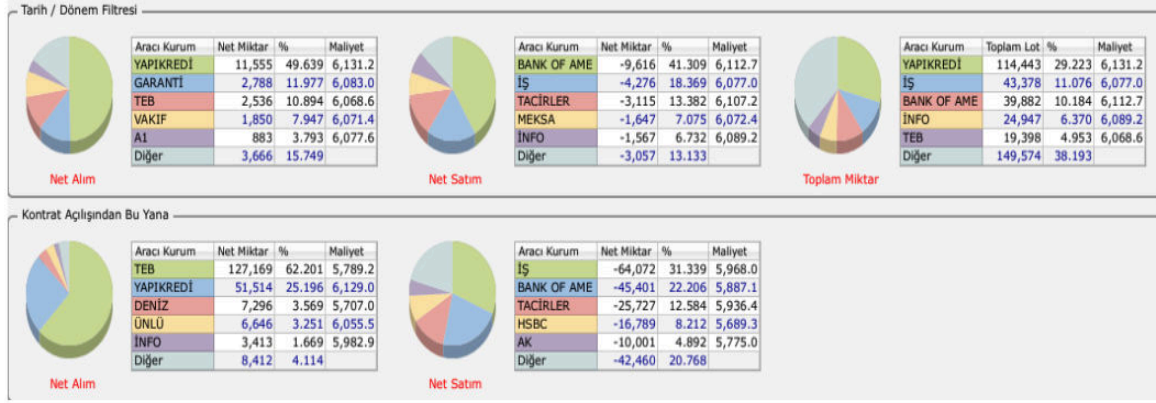 Tarih / Dönem Filtresi
Aracı Kurum Net Miktar % Maliyet
YAPIKREDİ 11,555 49.639 6,131.2
GARANTİ 2,788 11.977 6,083.0
TEB 2,536 10.894 6,068.6
VAKIF 1,850 7.947 6,071.4
A1 883 3.793 6,077.6
Diğer 3,666 15.749
Net Alım
Aracı Kurum Net Miktar % Maliyet
BANK OF AME -9,616 41.309 6,112.7
İŞ -4,276 18.369 6,077.0
TACİRLER -3,115 13.382 6,107.2
MEKSA -1,647 7.075 6,072.4
İNFO -1,567 6.732 6,089.2
Diğer -3,057 13.133
Net Satım
Aracı Kurum Toplam Lot % Maliyet
YAPIKREDİ 114,443 29.223 6,131.2
İŞ 43,378 11.076 6,077.0
BANK OF AME 39,882 10.184 6,112.7
İNFO 24,947 6.370 6,089.2
TEB 19,398 4.953 6,068.6
Diğer 149,574 38.193
Toplam Miktar
Kontrat Açılışından Bu Yana
Aracı Kurum Net Miktar % Maliyet
TEB 127,169 62.201 5,789.2
YAPIKREDİ 51,514 25.196 6,129.0
DENİZ 7,296 3.569 5,707.0
ÜNLÜ 6,646 3.251 6,055.5
İNFO 3,413 1.669 5,982.9
Diğer 8,412 4.114
Net Alım
Aracı Kurum Net Miktar % Maliyet
İŞ -64,072 31.339 5,968.0
BANK OF AME -45,401 22.206 5,887.1
TACİRLER -25,727 12.584 5,936.4
HSBC -16,789 8.212 5,689.3
AK -10,001 4.892 5,775.0
Diğer -42,460 20.768
Net Satım